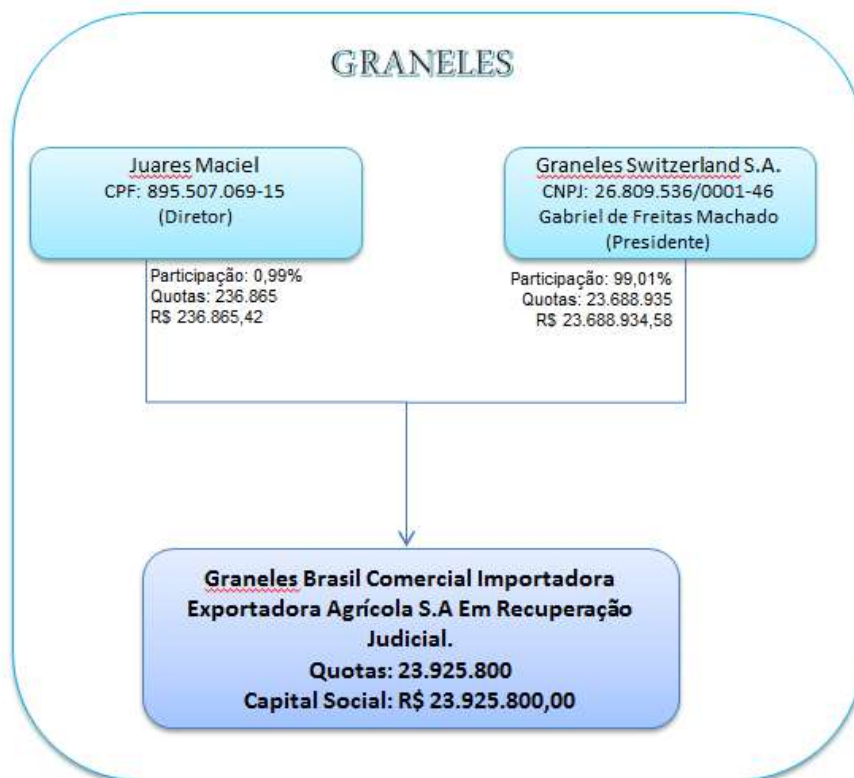 GRANELES
Juares Maciel
CPF: 895.507.069-15
(Diretor)
Graneles Switzerland S.A.
CNPJ: 26.809.536/0001-46
Gabriel de Freitas Machado
(Presidente)
Participação: 0,99%
Quotas: 236.865
R$ 236.865,42
Participação: 99,01%
Quotas: 23.688.935
R$ 23.688.934,58
Graneles Brasil Comercial Importadora
Exportadora Agrícola S.A Em Recuperação
Judicial.
Quotas: 23.925.800
Capital Social: R$ 23.925.800,00